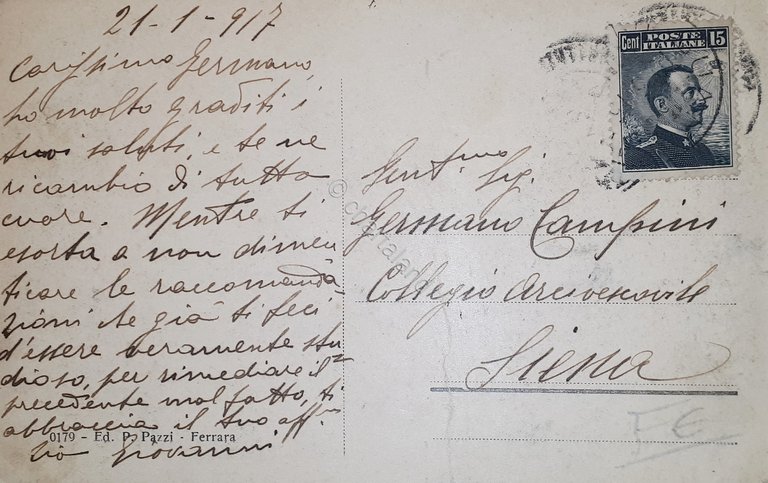 21-1-917
Carissimo Germano,
ho molto graditi i
tuoi saluti, e te ne
ricambio di tutto
cuore. Mentre ti
esorta a non dimen
ticare le raccomanda
zioni che già ti feci
d'essere veramente stu
dioso, per rimediare il
precedente mal fatto, ti
abbraccia il tuo aff.mo
zio Giovanni
0179 - Ed. P. Pazzi - Ferrara
Cent POSTE ITALIANE 15
Gent.mo Sig.
Germano Campini
Collegio Arcivescovile
Siena